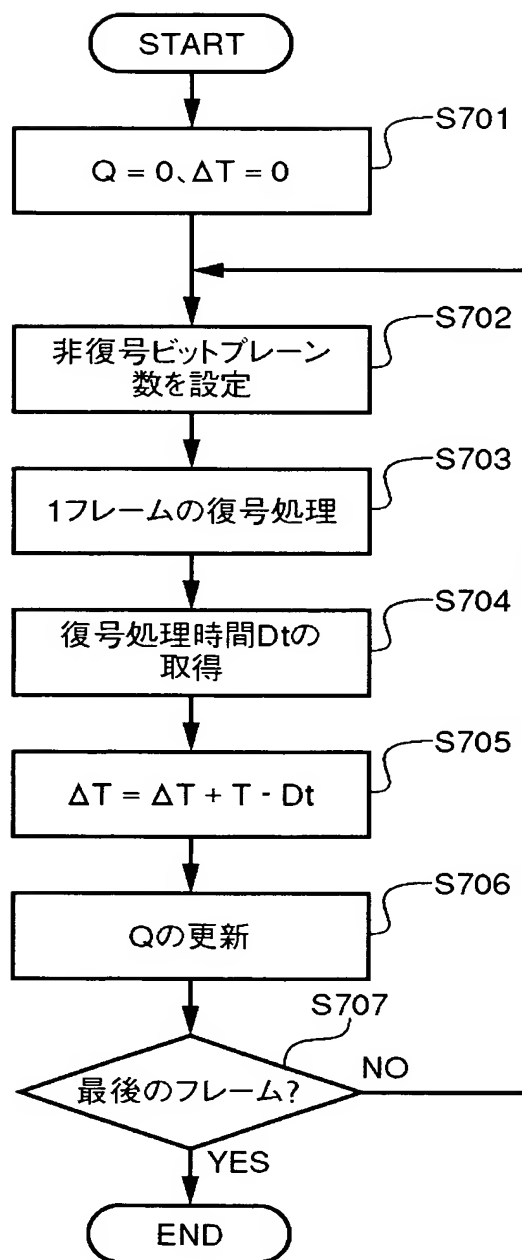 START
S701
Q = 0、ΔT = 0
S702
非復号ビットプレーン
数を設定
S703
1フレームの復号処理
S704
復号処理時間Dtの
取得
S705
ΔT = ΔT + T - Dt
S706
Qの更新
S707
最後のフレーム?
NO
YES
END